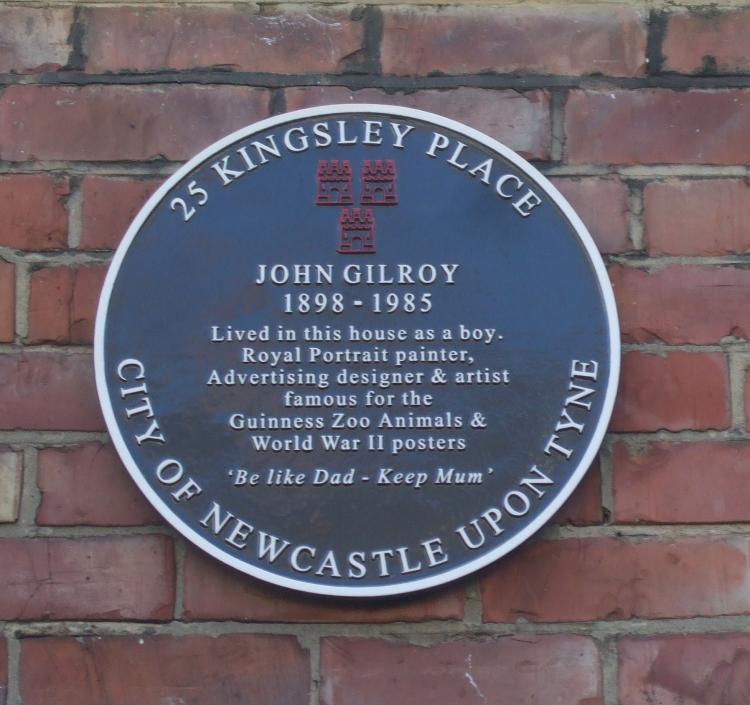 25 KINGSLEY PLACE
JOHN GILROY
1898 - 1985
Lived in this house as a boy.
Royal Portrait painter,
Advertising designer & artist
famous for the
Guinness Zoo Animals &
World War II posters
'Be like Dad - Keep Mum'
CITY OF NEWCASTLE UPON TYNE